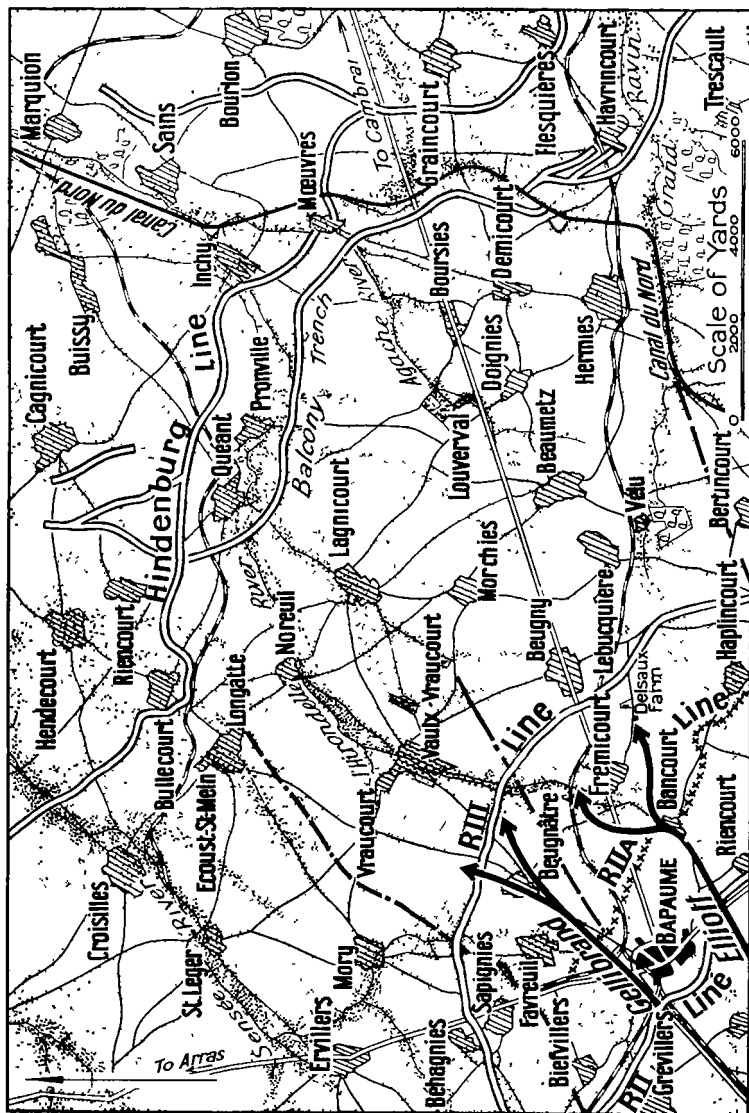 Marquion
Sains
Bourlon
Canal du Nord
Cagnicourt
Buissy
Inchy
Mœuvres
To Cambrai
Graincourt
Flesquières
Havrincourt
Grand
Ravin
Trescault
Hindenburg Line
Hendecourt
Riencourt
Bullecourt
Quéant
Pronville
Balcony Trench
Agache River
Boursies
Demicourt
Doignies
Louverval
Hermies
Canal du Nord
Scale of Yards
0 2000 4000 6000
Croisilles
Sensée River
St. Leger
Ecoust-St-Mein
Longatte
Noreuil
L'Hirondelle River
Lagnicourt
Morchies
Beaumetz
Vélu
Bertincourt
Vraucourt
Vaulx-Vraucourt
Beugny
Lebucquière
Delsaux Farm
Haplincourt
To Arras
Ervillers
Mory
Behagnies
Sapignies
Favreuil
Biefvillers
Grévillers
RIII Line
Beugnâtre
Frémicourt
Bancourt
Riencourt
RIIA Line
Gellibrand
BAPAUME
Elliott
RII Line